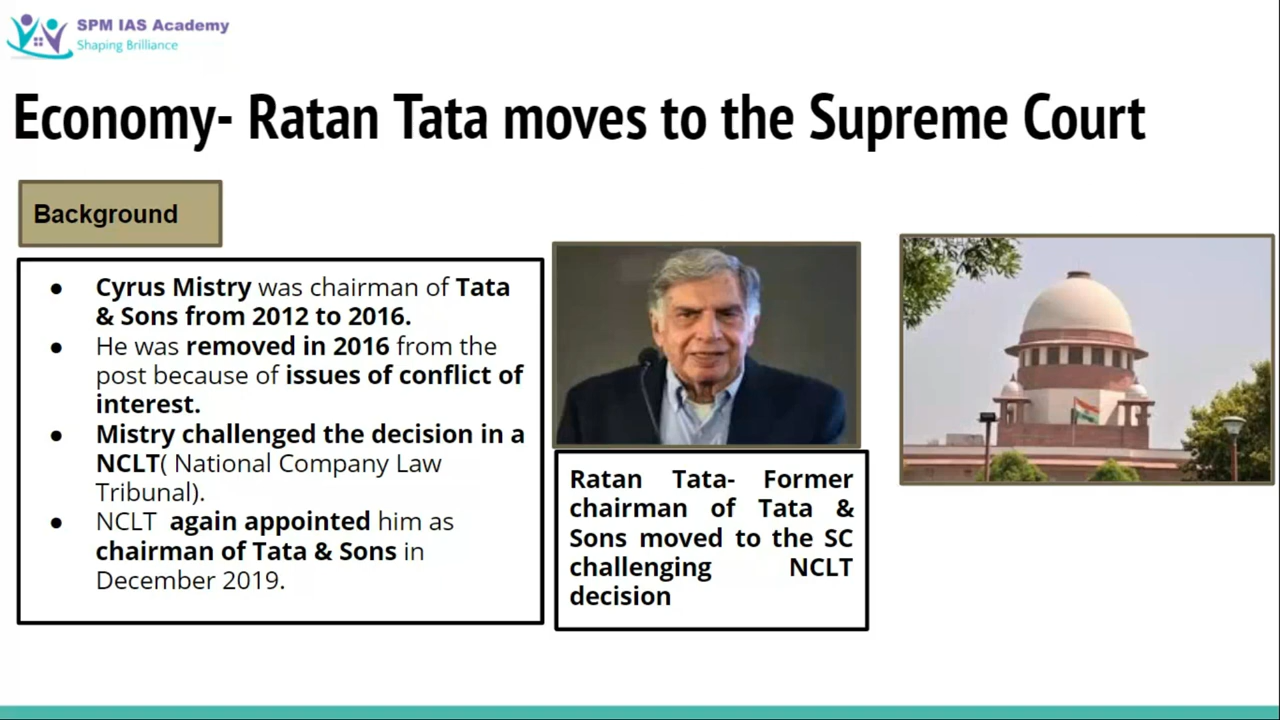 SPM IAS Academy
Shaping Brilliance
Economy- Ratan Tata moves to the Supreme Court
Background
● Cyrus Mistry was chairman of Tata
& Sons from 2012 to 2016.
● He was removed in 2016 from the
post because of issues of conflict of
interest.
● Mistry challenged the decision in a
NCLT( National Company Law
Tribunal).
● NCLT again appointed him as
chairman of Tata & Sons in
December 2019.
Ratan Tata- Former
chairman of Tata &
Sons moved to the SC
challenging NCLT
decision